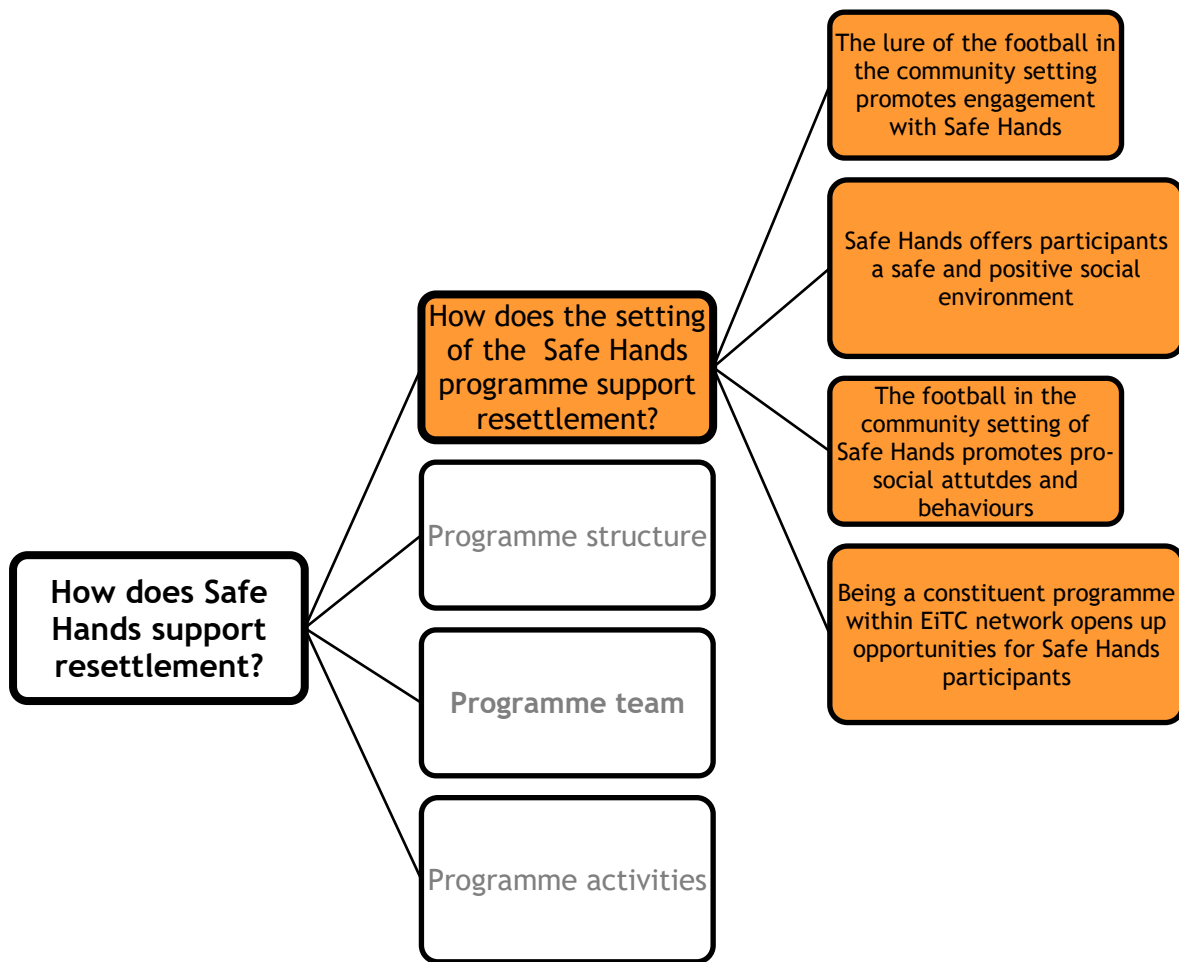 How does Safe
Hands support
resettlement?
How does the setting
of the Safe Hands
programme support
resettlement?
Programme structure
Programme team
Programme activities
The lure of the football in
the community setting
promotes engagement
with Safe Hands
Safe Hands offers participants
a safe and positive social
environment
The football in the
community setting of
Safe Hands promotes pro-
social attutdes and
behaviours
Being a constituent programme
within EiTC network opens up
opportunities for Safe Hands
participants